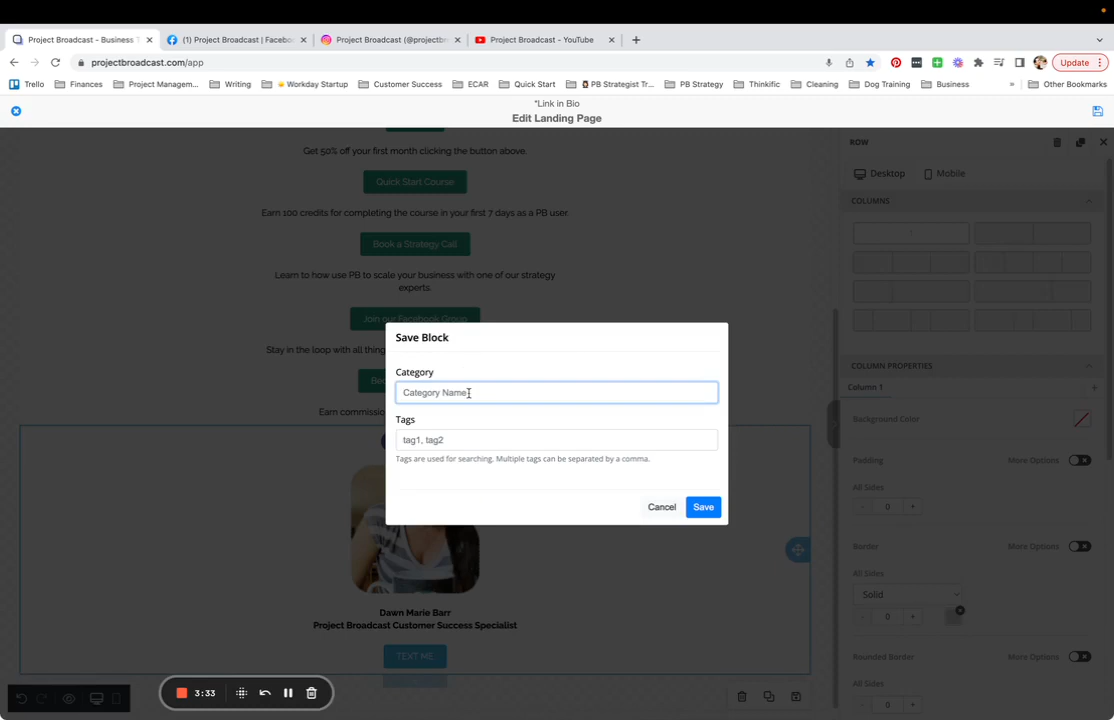 Project Broadcast - Business T
(1) Project Broadcast | Facebo
Project Broadcast (@projectbr
Project Broadcast - YouTube
projectbroadcast.com/app
Update
Trello
Finances
Project Managem...
Writing
Workday Startup
Customer Success
ECAR
Quick Start
PB Strategist Tr...
PB Strategy
Thinkific
Cleaning
Dog Training
Business
»
Other Bookmarks
*Link in Bio
Edit Landing Page
Get 50% off your first month clicking the button above.
Quick Start Course
Earn 100 credits for completing the course in your first 7 days as a PB user.
Book a Strategy Call
Learn to how use PB to scale your business with one of our strategy
experts.
Join our Facebook Group
Stay in the loop with all thing
Bec
Earn commissio
Dawn Marie Barr
Project Broadcast Customer Success Specialist
TEXT ME
Save Block
Category
Category Name
Tags
tag1, tag2
Tags are used for searching. Multiple tags can be separated by a comma.
Cancel
Save
ROW
Desktop
Mobile
COLUMNS
COLUMN PROPERTIES
Column 1
Background Color
Padding
More Options
All Sides
- 0 +
Border
More Options
All Sides
Solid
- 0 +
Rounded Border
More Options
All Sides
- 0 +
3:33